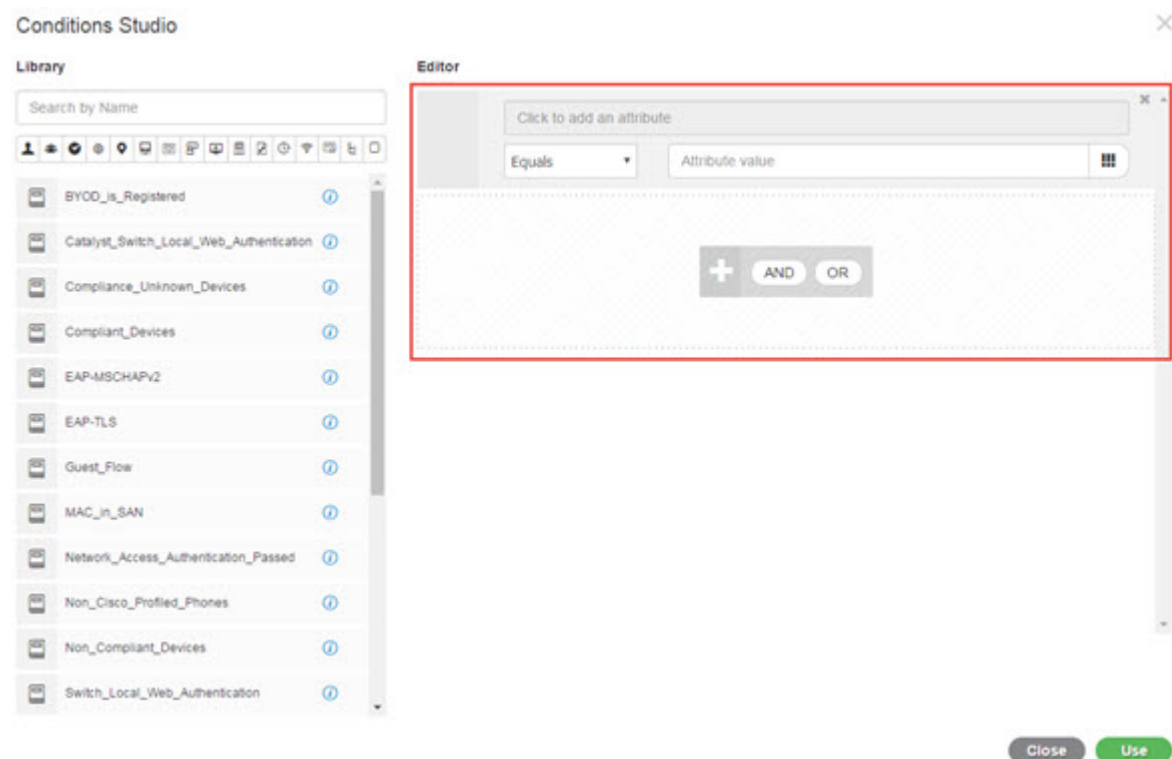 Conditions Studio
Library
Search by Name
BYOD_is_Registered
Catalyst_Switch_Local_Web_Authentication
Compliance_Unknown_Devices
Compliant_Devices
EAP-MSCHAPv2
EAP-TLS
Guest_Flow
MAC_in_SAN
Network_Access_Authentication_Passed
Non_Cisco_Profiled_Phones
Non_Compliant_Devices
Switch_Local_Web_Authentication
Editor
Click to add an attribute
Equals Attribute value
AND OR
Close Use